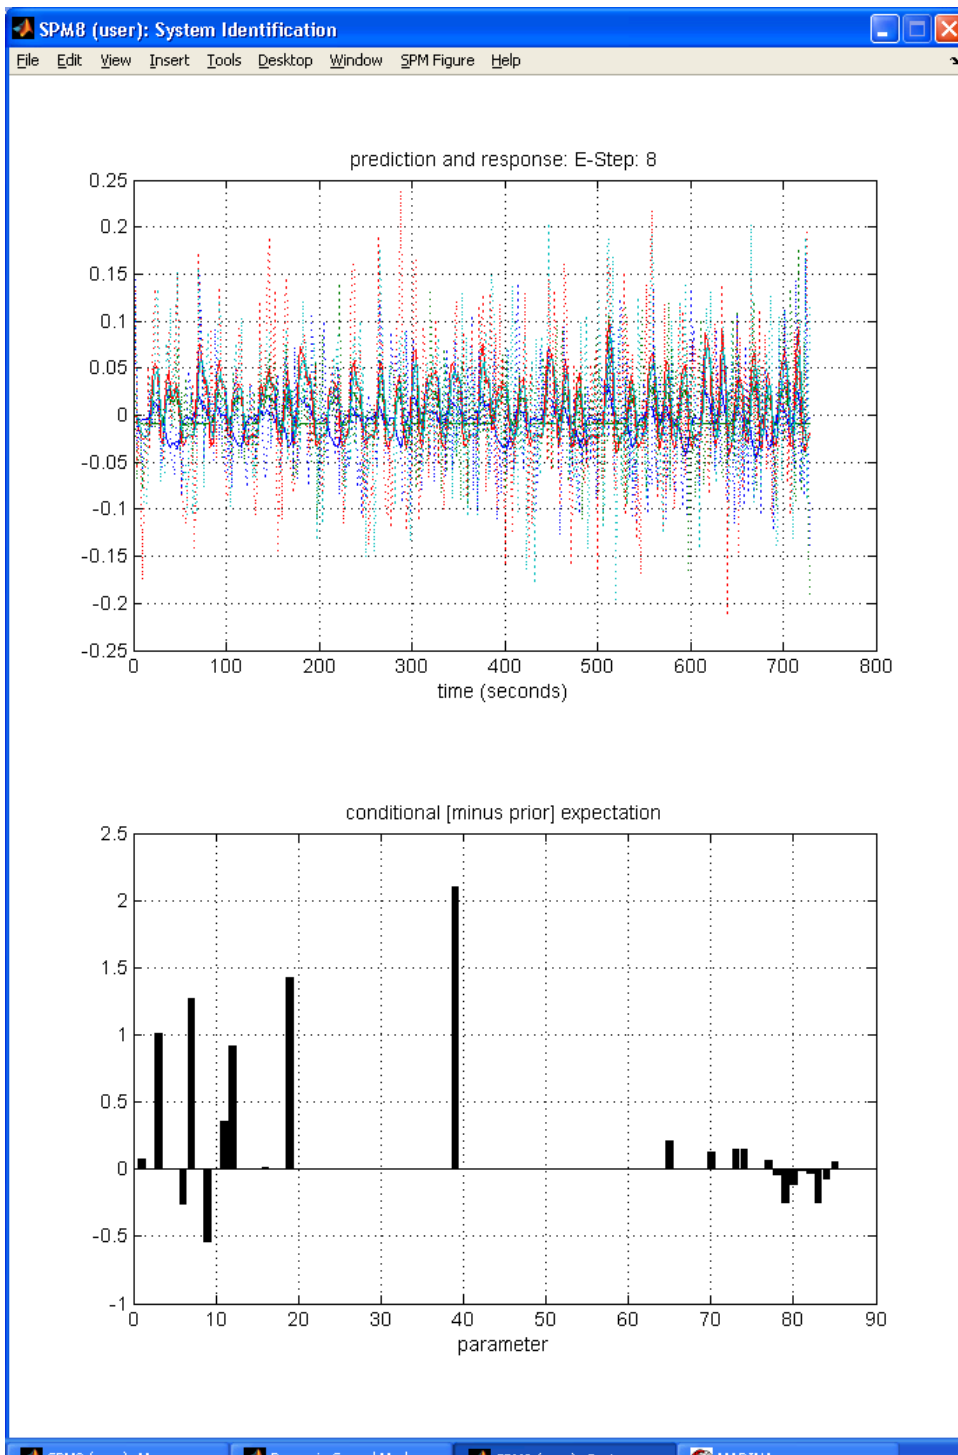 SPM8 (user): System Identification
File Edit View Insert Tools Desktop Window SPM Figure Help
prediction and response: E-Step: 8
0.25
0.2
0.15
0.1
0.05
0
-0.05
-0.1
-0.15
-0.2
-0.25
0 100 200 300 400 500 600 700 800
time (seconds)
conditional [minus prior] expectation
2.5
2
1.5
1
0.5
0
-0.5
-1
0 10 20 30 40 50 60 70 80 90
parameter